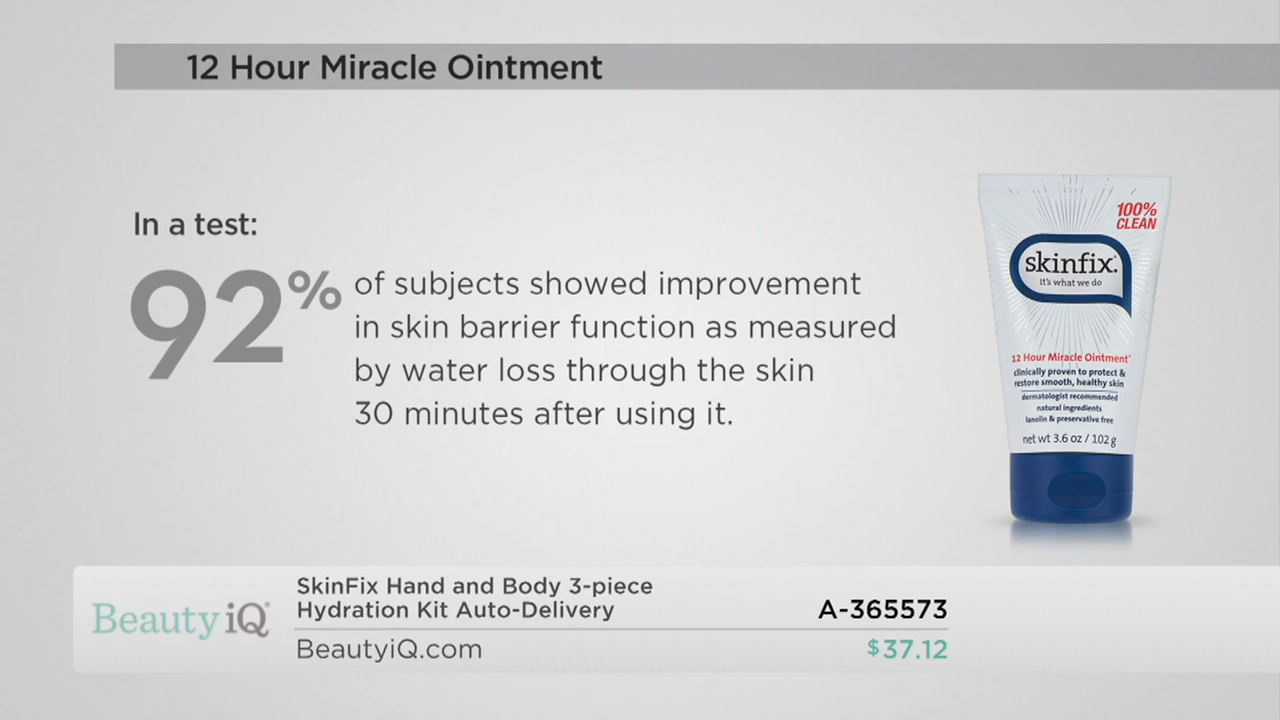 12 Hour Miracle Ointment
In a test:
92%
of subjects showed improvement
in skin barrier function as measured
by water loss through the skin
30 minutes after using it.
100%
CLEAN
skinfix®
it's what we do
12 Hour Miracle Ointment*
clinically proven to protect &
restore smooth, healthy skin
dermatologist recommended
natural ingredients
lanolin & preservative free
net wt 3.6 oz / 102 g
Beauty iQ®
SkinFix Hand and Body 3-piece
Hydration Kit Auto-Delivery
A-365573
BeautyiQ.com
$37.12